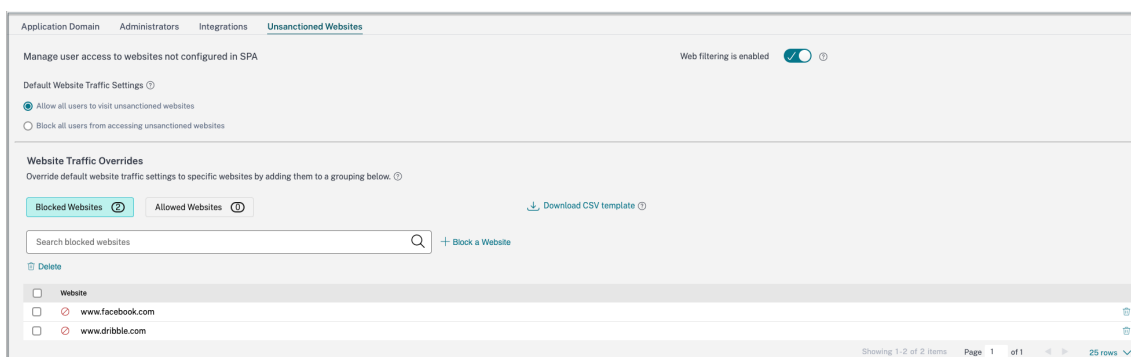 Application Domain Administrators Integrations Unsanctioned Websites
Manage user access to websites not configured in SPA Web filtering is enabled
Default Website Traffic Settings
Allow all users to visit unsanctioned websites
Block all users from accessing unsanctioned websites
Website Traffic Overrides
Override default website traffic settings to specific websites by adding them to a grouping below.
Blocked Websites 2 Allowed Websites 0 Download CSV template
Search blocked websites Block a Website
Delete
Website
www.facebook.com
www.dribble.com
Showing 1-2 of 2 items Page 1 of 1 25 rows